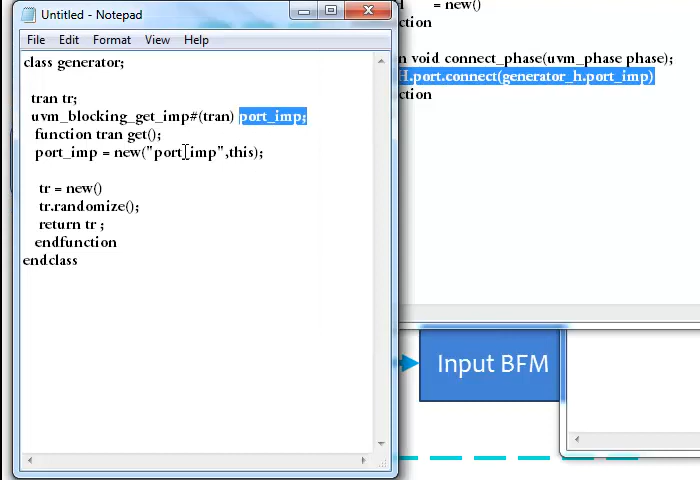 Untitled - Notepad
File Edit Format View Help
class generator;
tran tr;
uvm_blocking_get_imp#(tran) port_imp;
function tran get();
port_imp = new("port_imp",this);
tr = new()
tr.randomize();
return tr ;
endfunction
endclass
= new()
ction
n void connect_phase(uvm_phase phase);
H.port.connect(generator_h.port_imp)
ction
Input BFM